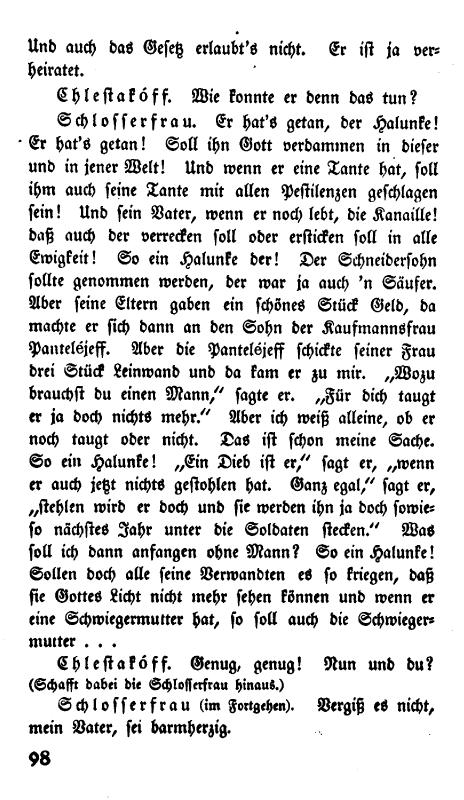 Und auch das Gesetz erlaubt's nicht. Er ist ja ver-
heiratet.
Chlestaköff. Wie konnte er denn das tun?
Schlosserfrau. Er hat's getan, der Halunke!
Er hat's getan! Soll ihn Gott verdammen in dieser
und in jener Welt! Und wenn er eine Tante hat, soll
ihm auch seine Tante mit allen Pestilenzen geschlagen
sein! Und sein Vater, wenn er noch lebt, die Kanaille!
daß auch der verrecken soll oder ersticken soll in alle
Ewigkeit! So ein Halunke der! Der Schneidersohn
sollte genommen werden, der war ja auch 'n Säufer.
Aber seine Eltern gaben ein schönes Stück Geld, da
machte er sich dann an den Sohn der Kaufmannsfrau
Panteléjeff. Aber die Panteléjeff schickte seiner Frau
drei Stück Leinwand und da kam er zu mir. „Wozu
brauchst du einen Mann,“ sagte er. „Für dich taugt
er ja doch nichts mehr.“ Aber ich weiß alleine, ob er
noch taugt oder nicht. Das ist schon meine Sache.
So ein Halunke! „Ein Dieb ist er,“ sagt er, „wenn
er auch jetzt nichts gestohlen hat. Ganz egal,“ sagt er,
„stehlen wird er doch und sie werden ihn ja doch sowie-
so nächstes Jahr unter die Soldaten stecken.“ Was
soll ich dann anfangen ohne Mann? So ein Halunke!
Sollen doch alle seine Verwandten es so kriegen, daß
sie Gottes Licht nicht mehr sehen können und wenn er
eine Schwiegermutter hat, so soll auch die Schwieger-
mutter . . .
Chlestaköff. Genug, genug! Nun und du?
(Schafft dabei die Schlosserfrau hinaus.)
Schlosserfrau (im Fortgehen). Vergiß es nicht,
mein Vater, sei barmherzig.
98